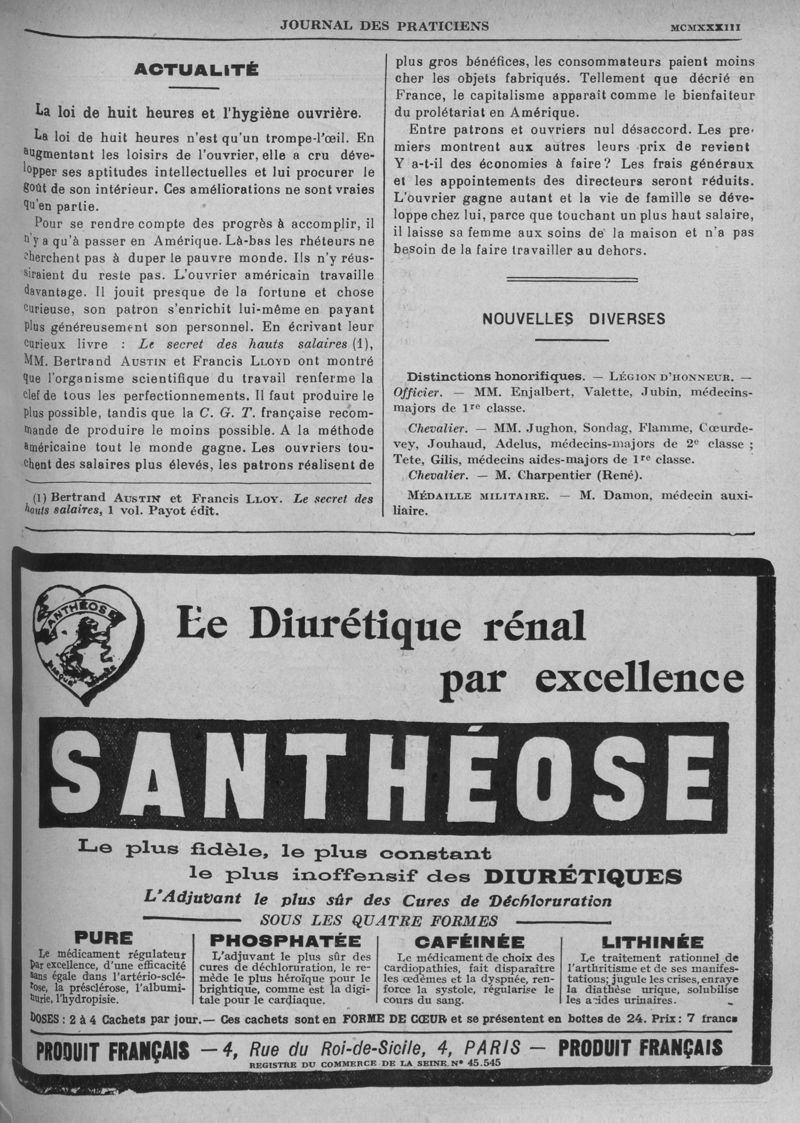 JOURNAL DES PRATICIENS
MCMXXXIII
ACTUALITÉ
La loi de huit heures et l'hygiène ouvrière.
La loi de huit heures n'est qu'un trompe-l'œil. En
augmentant les loisirs de l'ouvrier, elle a cru déve-
lopper ses aptitudes intellectuelles et lui procurer le
goût de son intérieur. Ces améliorations ne sont vraies
qu'en partie.
Pour se rendre compte des progrès à accomplir, il
n'y a qu'à passer en Amérique. Là-bas les rhéteurs ne
cherchent pas à duper le pauvre monde. Ils n'y réus-
siraient du reste pas. L'ouvrier américain travaille
davantage. Il jouit presque de la fortune et chose
curieuse, son patron s'enrichit lui-même en payant
plus généreusement son personnel. En écrivant leur
curieux livre : Le secret des hauts salaires (1),
MM. Bertrand AUSTIN et Francis LLOYD ont montré
que l'organisme scientifique du travail renferme la
clef de tous les perfectionnements. Il faut produire le
plus possible, tandis que la C. G. T. française recom-
mande de produire le moins possible. A la méthode
américaine tout le monde gagne. Les ouvriers tou-
chent des salaires plus élevés, les patrons réalisent de
(1) Bertrand AUSTIN et Francis LLOY. Le secret des
hauts salaires, 1 vol. Payot édit.
plus gros bénéfices, les consommateurs paient moins
cher les objets fabriqués. Tellement que décrié en
France, le capitalisme apparaît comme le bienfaiteur
du prolétariat en Amérique.
Entre patrons et ouvriers nul désaccord. Les pre-
miers montrent aux autres leurs prix de revient
Y a-t-il des économies à faire ? Les frais généraux
et les appointements des directeurs seront réduits.
L'ouvrier gagne autant et la vie de famille se déve-
loppe chez lui, parce que touchant un plus haut salaire,
il laisse sa femme aux soins de la maison et n'a pas
besoin de la faire travailler au dehors.
NOUVELLES DIVERSES
Distinctions honorifiques. — LÉGION D'HONNEUR. —
Officier. — MM. Enjalbert, Valette, Jubin, médecins-
majors de 1re classe.
Chevalier. — MM. Jughon, Sondag, Flamme, Cœurde-
vey, Jouhaud, Adelus, médecins-majors de 2e classe ;
Tete, Gilis, médecins aides-majors de 1re classe.
Chevalier. — M. Charpentier (René).
MÉDAILLE MILITAIRE. — M. Damon, médecin auxi-
liaire.
SANTHÉOSE
Le Diurétique rénal
par excellence
SANTHÉOSE
Le plus fidèle, le plus constant
le plus inoffensif des DIURÉTIQUES
L'Adjuvant le plus sûr des Cures de Déchloruration
SOUS LES QUATRE FORMES
PURE
Le médicament régulateur
par excellence, d'une efficacité
sans égale dans l'artério-sclé-
rose, la présclérose, l'albumi-
nurie, l'hydropisie.
PHOSPHATÉE
L'adjuvant le plus sûr des
cures de déchloruration, le re-
mède le plus héroïque pour le
brightique, comme est la digi-
tale pour le cardiaque.
CAFÉINÉE
Le médicament de choix des
cardiopathies, fait disparaître
les œdèmes et la dyspnée, ren-
force la systole, régularise le
cours du sang.
LITHINÉE
Le traitement rationnel de
l'arthritisme et de ses manifes-
tations; jugule les crises, enraye
la diathèse urique, solubilise
les acides urinaires.
DOSES : 2 à 4 Cachets par jour. — Ces cachets sont en FORME DE CŒUR et se présentent en boîtes de 24. Prix : 7 francs
PRODUIT FRANÇAIS — 4, Rue du Roi-de-Sicile, 4, PARIS — PRODUIT FRANÇAIS
REGISTRE DU COMMERCE DE LA SEINE. N° 45.545